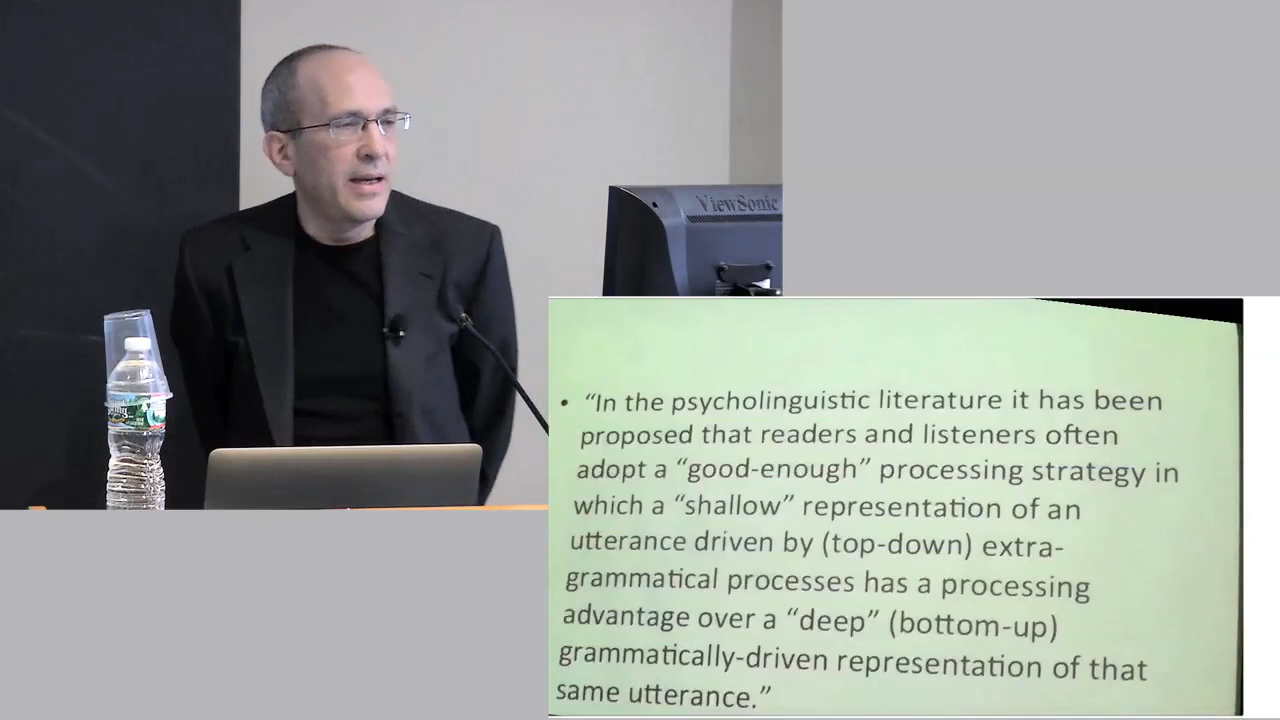 ViewSonic
• “In the psycholinguistic literature it has been
proposed that readers and listeners often
adopt a “good-enough” processing strategy in
which a “shallow” representation of an
utterance driven by (top-down) extra-
grammatical processes has a processing
advantage over a “deep” (bottom-up)
grammatically-driven representation of that
same utterance.”